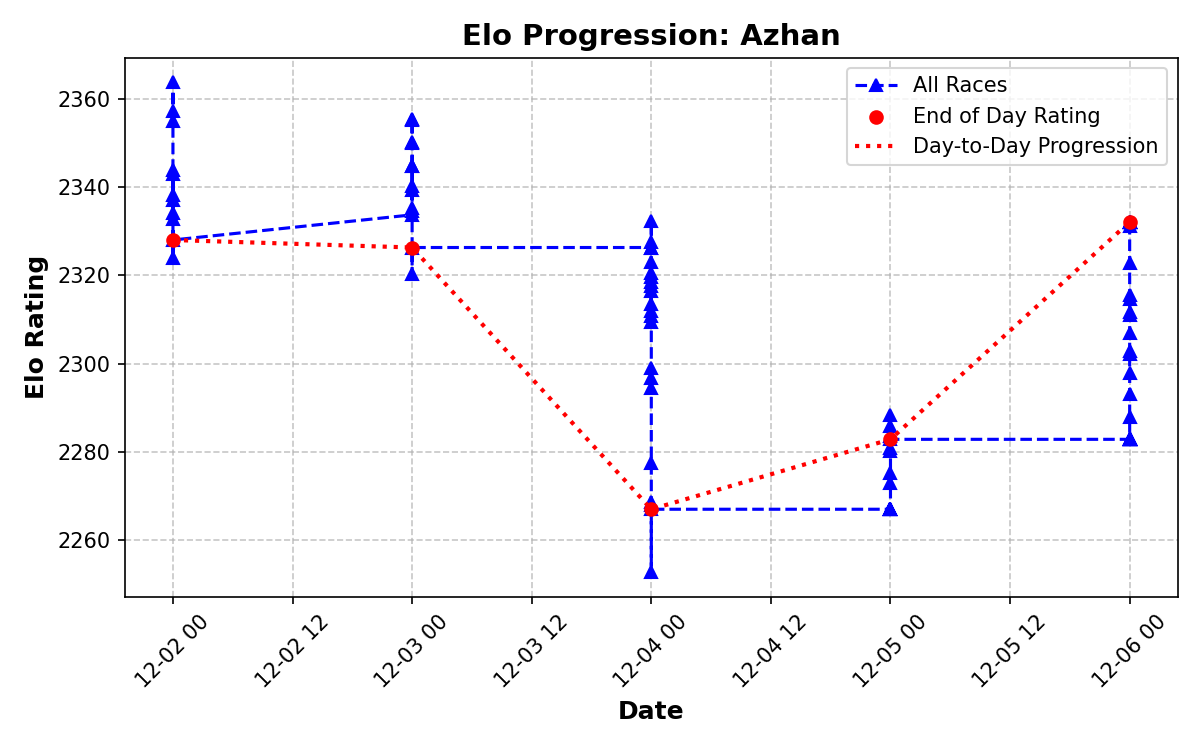 Elo Progression: Azhan
All Races
End of Day Rating
Day-to-Day Progression
Elo Rating
2360
2340
2320
2300
2280
2260
12-02 00
12-02 12
12-03 00
12-03 12
12-04 00
12-04 12
12-05 00
12-05 12
12-06 00
Date